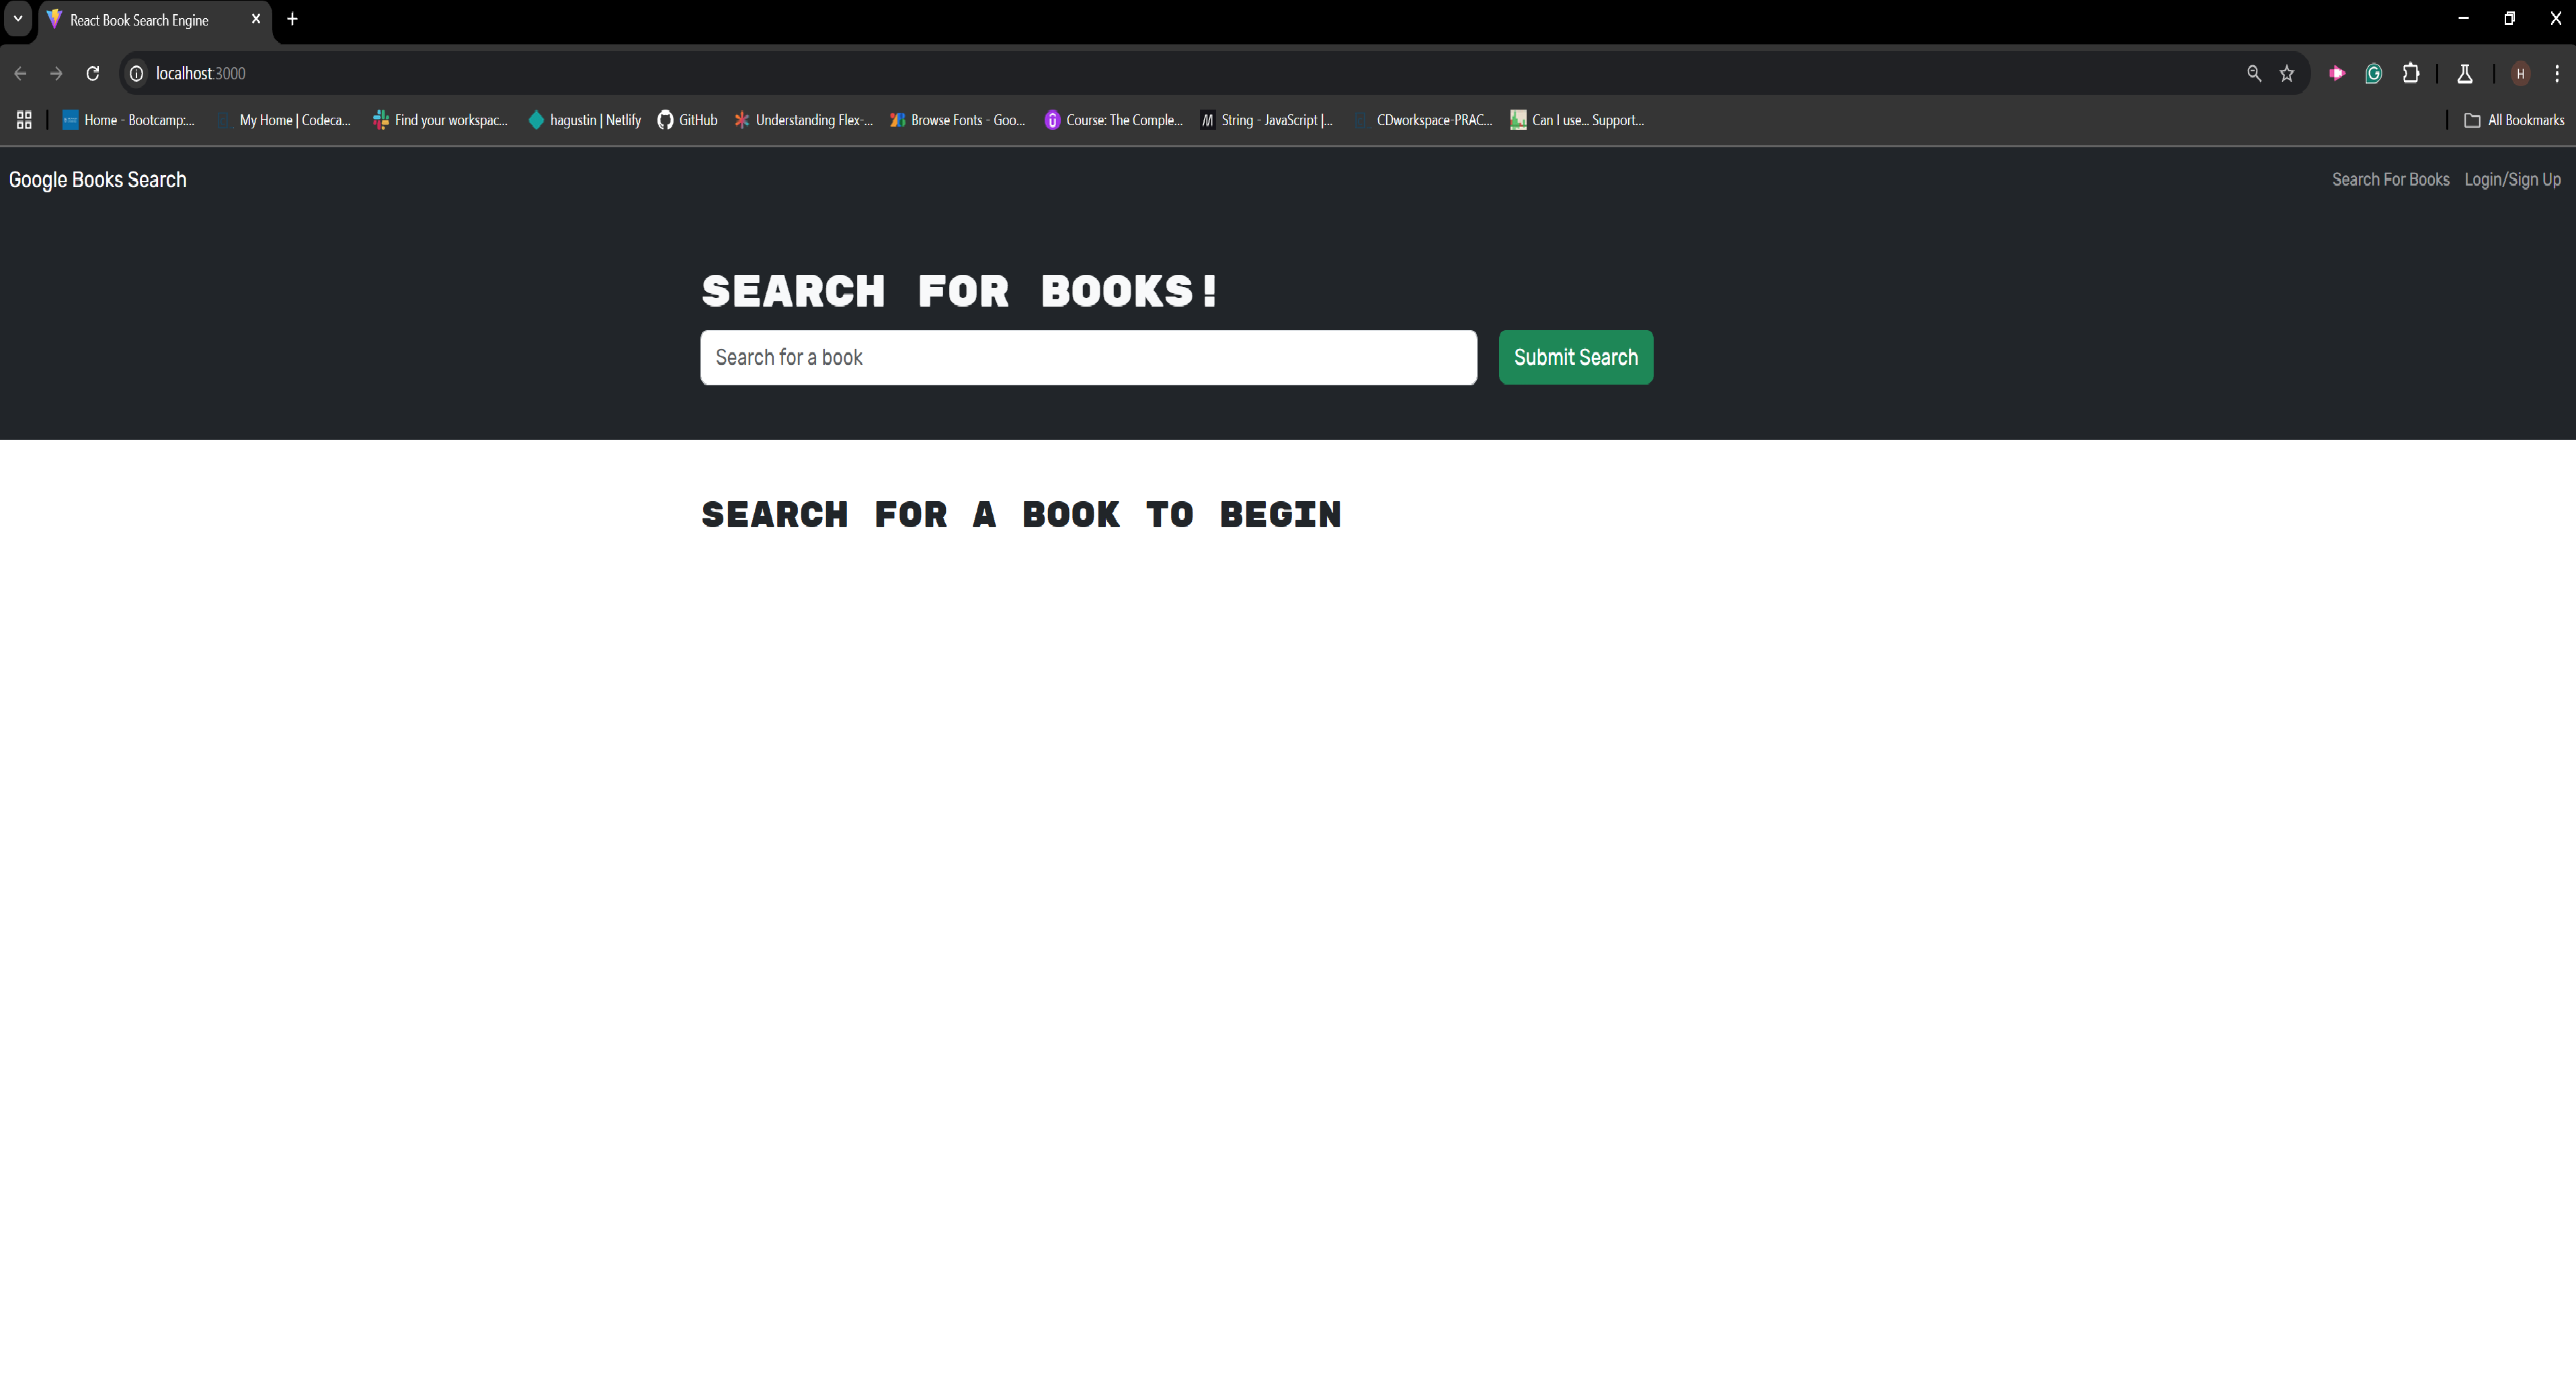 React Book Search Engine
localhost:3000
H
Home - Bootcamp:...
My Home | Codeca...
Find your workspac...
hagustin | Netlify
GitHub
Understanding Flex-...
Browse Fonts - Goo...
Course: The Comple...
String - JavaScript |...
CDworkspace-PRAC...
Can I use... Support...
All Bookmarks
Google Books Search
Search For Books
Login/Sign Up
SEARCH FOR BOOKS!
Search for a book
Submit Search
SEARCH FOR A BOOK TO BEGIN